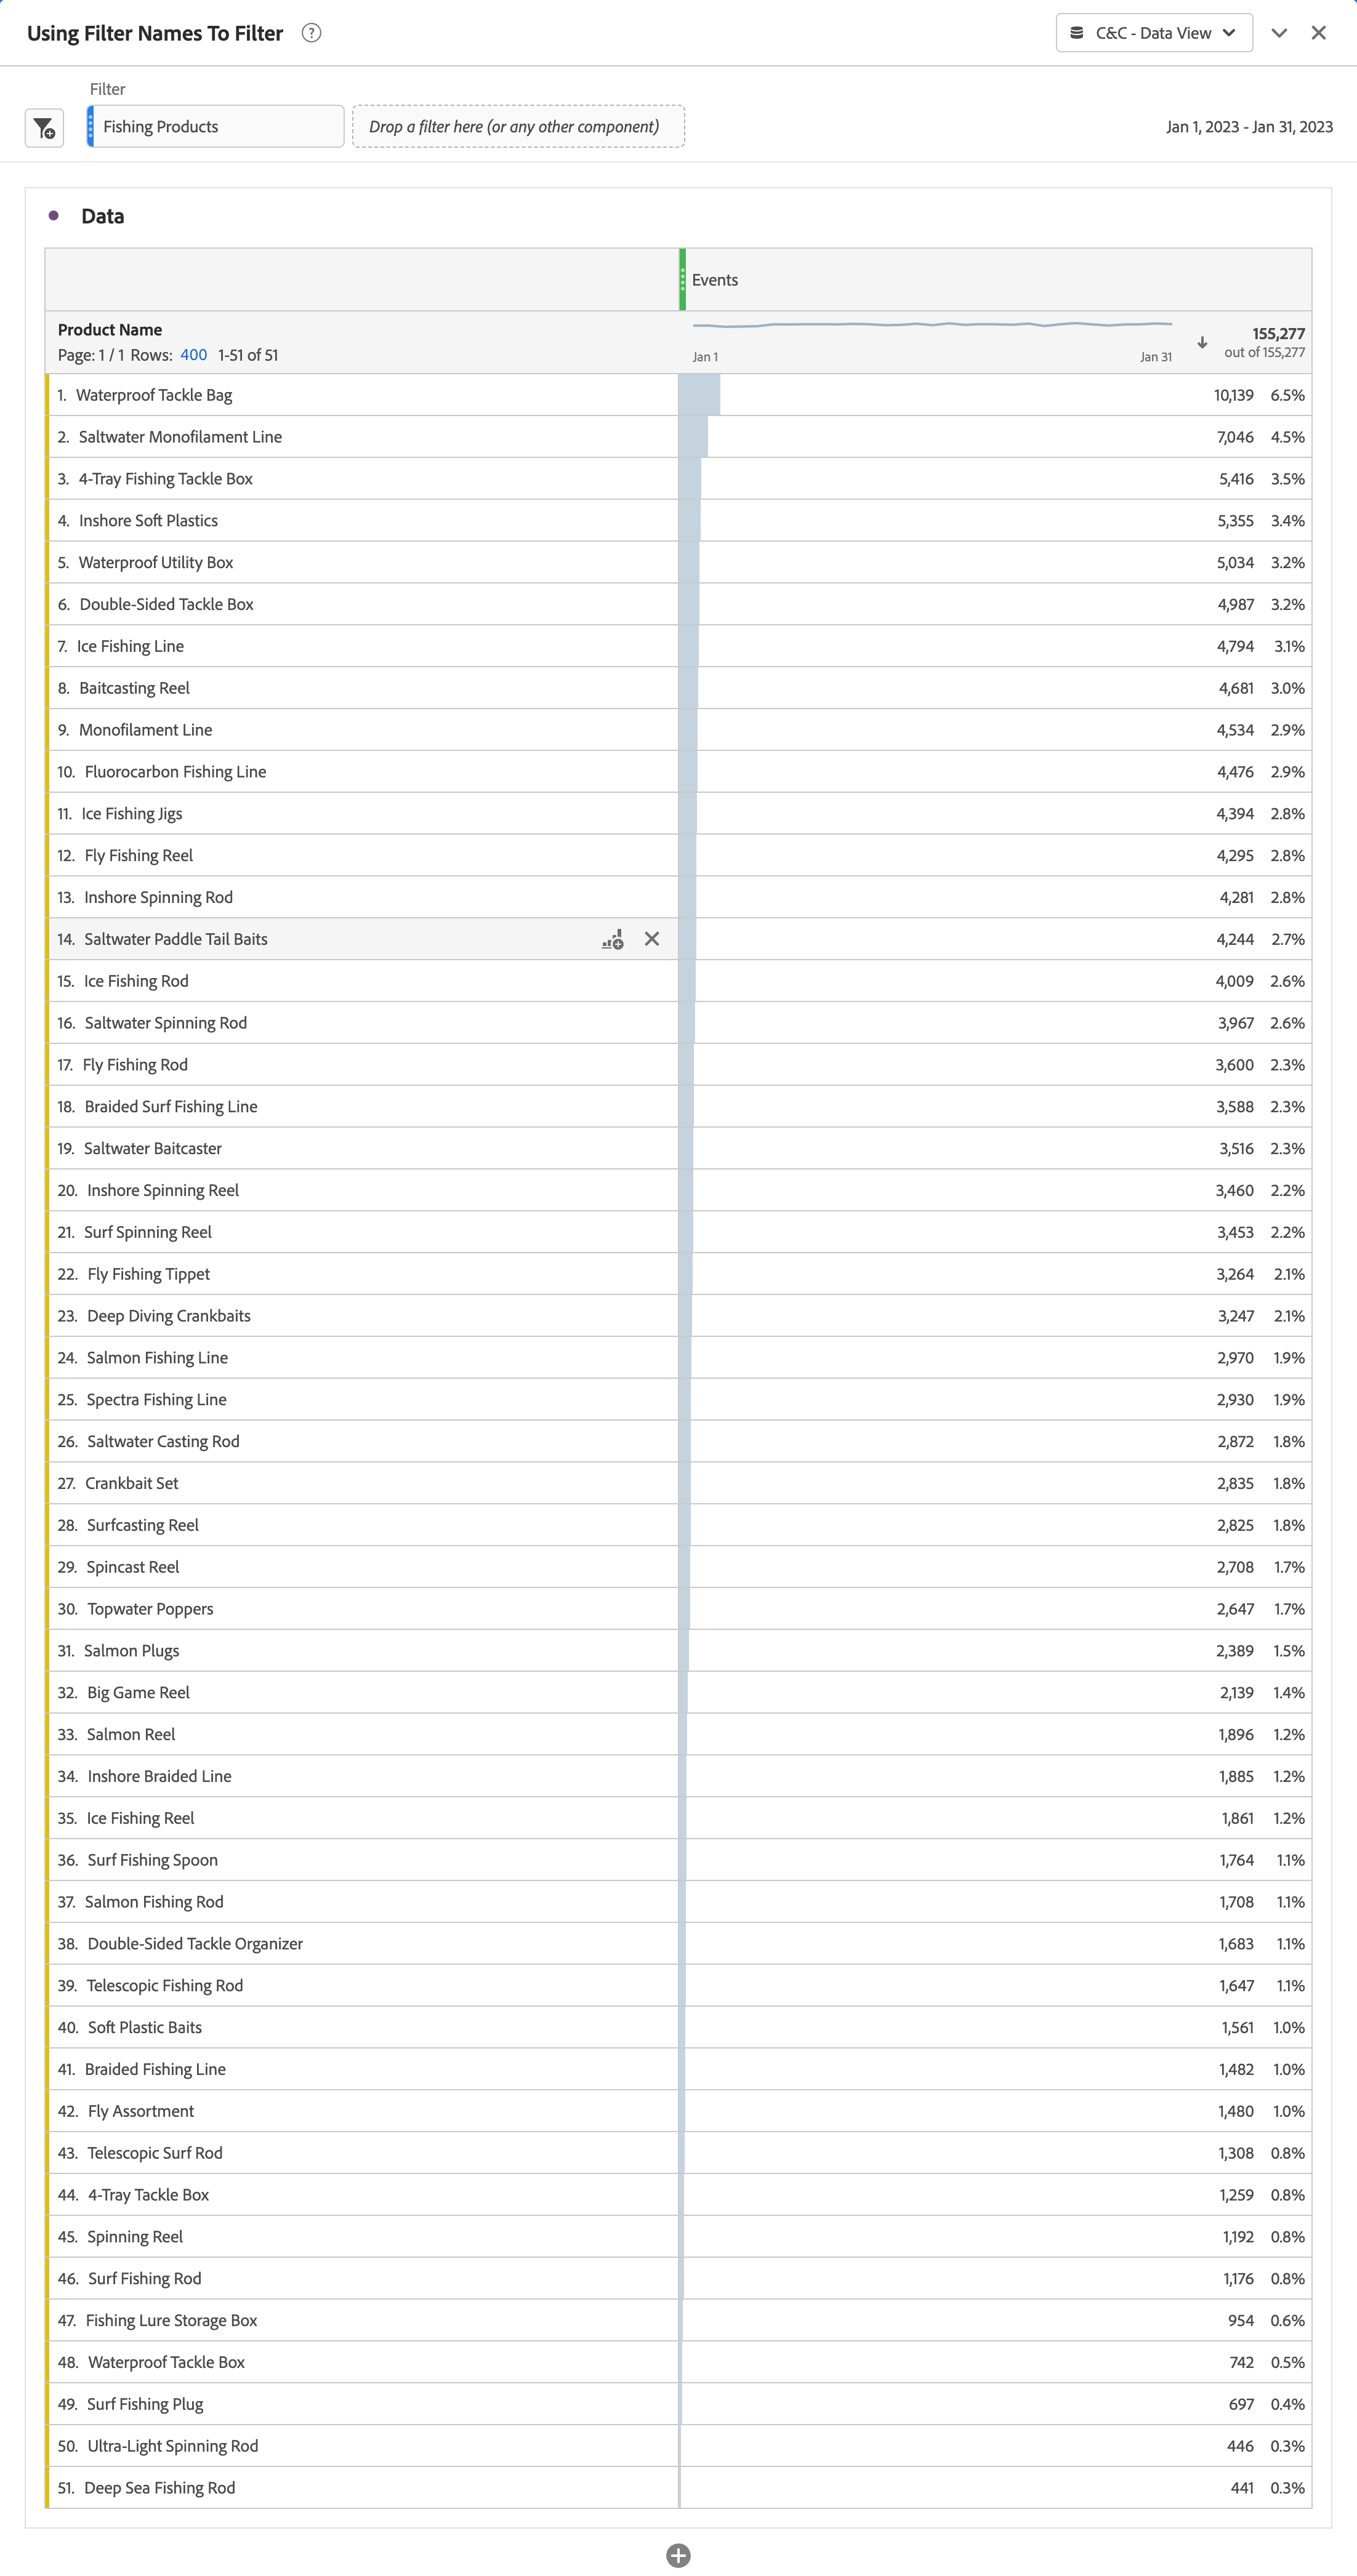 Using Filter Names To Filter ? C&C - Data View
Filter
Fishing Products Drop a filter here (or any other component) Jan 1, 2023 - Jan 31, 2023
Data
Events
Product Name
Page: 1 / 1 Rows: 400 1-51 of 51
Jan 1 Jan 31
155,277
out of 155,277
1. Waterproof Tackle Bag 10,139 6.5%
2. Saltwater Monofilament Line 7,046 4.5%
3. 4-Tray Fishing Tackle Box 5,416 3.5%
4. Inshore Soft Plastics 5,355 3.4%
5. Waterproof Utility Box 5,034 3.2%
6. Double-Sided Tackle Box 4,987 3.2%
7. Ice Fishing Line 4,794 3.1%
8. Baitcasting Reel 4,681 3.0%
9. Monofilament Line 4,534 2.9%
10. Fluorocarbon Fishing Line 4,476 2.9%
11. Ice Fishing Jigs 4,394 2.8%
12. Fly Fishing Reel 4,295 2.8%
13. Inshore Spinning Rod 4,281 2.8%
14. Saltwater Paddle Tail Baits 4,244 2.7%
15. Ice Fishing Rod 4,009 2.6%
16. Saltwater Spinning Rod 3,967 2.6%
17. Fly Fishing Rod 3,600 2.3%
18. Braided Surf Fishing Line 3,588 2.3%
19. Saltwater Baitcaster 3,516 2.3%
20. Inshore Spinning Reel 3,460 2.2%
21. Surf Spinning Reel 3,453 2.2%
22. Fly Fishing Tippet 3,264 2.1%
23. Deep Diving Crankbaits 3,247 2.1%
24. Salmon Fishing Line 2,970 1.9%
25. Spectra Fishing Line 2,930 1.9%
26. Saltwater Casting Rod 2,872 1.8%
27. Crankbait Set 2,835 1.8%
28. Surfcasting Reel 2,825 1.8%
29. Spincast Reel 2,708 1.7%
30. Topwater Poppers 2,647 1.7%
31. Salmon Plugs 2,389 1.5%
32. Big Game Reel 2,139 1.4%
33. Salmon Reel 1,896 1.2%
34. Inshore Braided Line 1,885 1.2%
35. Ice Fishing Reel 1,861 1.2%
36. Surf Fishing Spoon 1,764 1.1%
37. Salmon Fishing Rod 1,708 1.1%
38. Double-Sided Tackle Organizer 1,683 1.1%
39. Telescopic Fishing Rod 1,647 1.1%
40. Soft Plastic Baits 1,561 1.0%
41. Braided Fishing Line 1,482 1.0%
42. Fly Assortment 1,480 1.0%
43. Telescopic Surf Rod 1,308 0.8%
44. 4-Tray Tackle Box 1,259 0.8%
45. Spinning Reel 1,192 0.8%
46. Surf Fishing Rod 1,176 0.8%
47. Fishing Lure Storage Box 954 0.6%
48. Waterproof Tackle Box 742 0.5%
49. Surf Fishing Plug 697 0.4%
50. Ultra-Light Spinning Rod 446 0.3%
51. Deep Sea Fishing Rod 441 0.3%